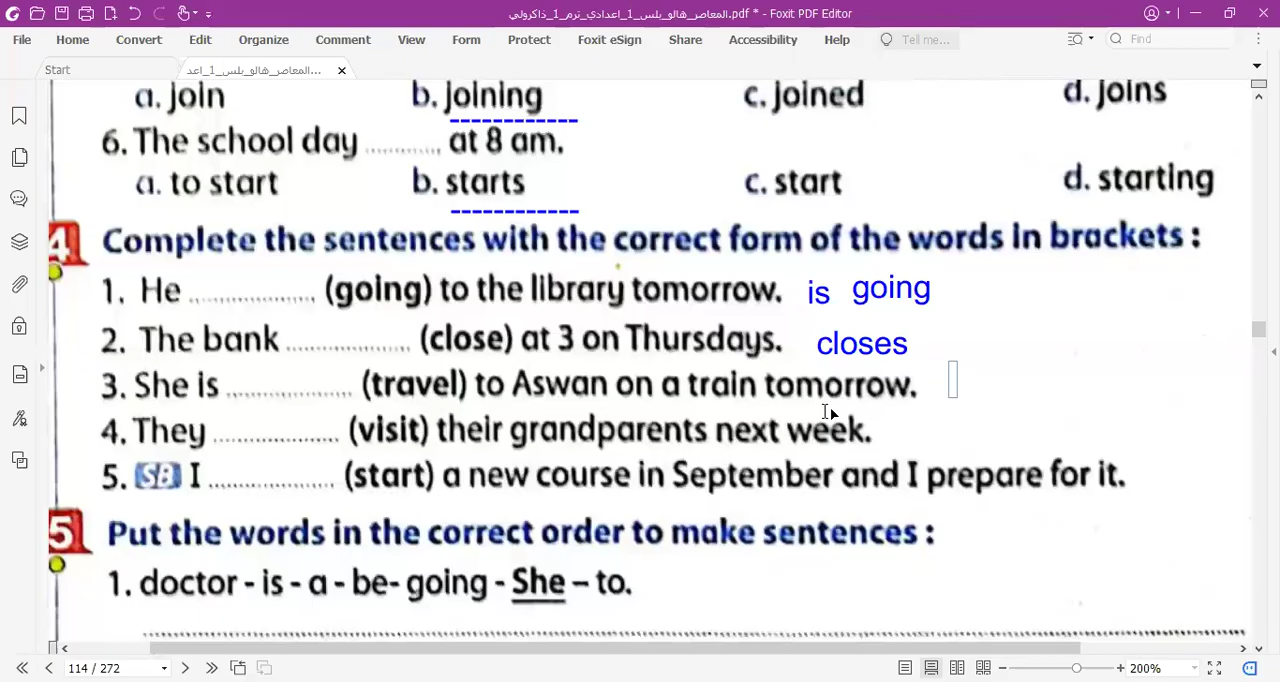 المعاصر_هالو_بلس_1_اعدادي_ترم_1_ذاكرولي.pdf * - Foxit PDF Editor
File Home Convert Edit Organize Comment View Form Protect Foxit eSign Share Accessibility Help Tell me... Find
Start المعاصر_هالو_بلس_1_اعد...
a. join b. joining c. joined d. joins
6. The school day ............ at 8 am.
a. to start b. starts c. start d. starting
4 Complete the sentences with the correct form of the words in brackets :
1. He .................... (going) to the library tomorrow. is going
2. The bank .................... (close) at 3 on Thursdays. closes
3. She is .................... (travel) to Aswan on a train tomorrow.
4. They .................... (visit) their grandparents next week.
5. SB I .................... (start) a new course in September and I prepare for it.
5 Put the words in the correct order to make sentences :
1. doctor - is - a - be- going - She – to.
114 / 272 200%